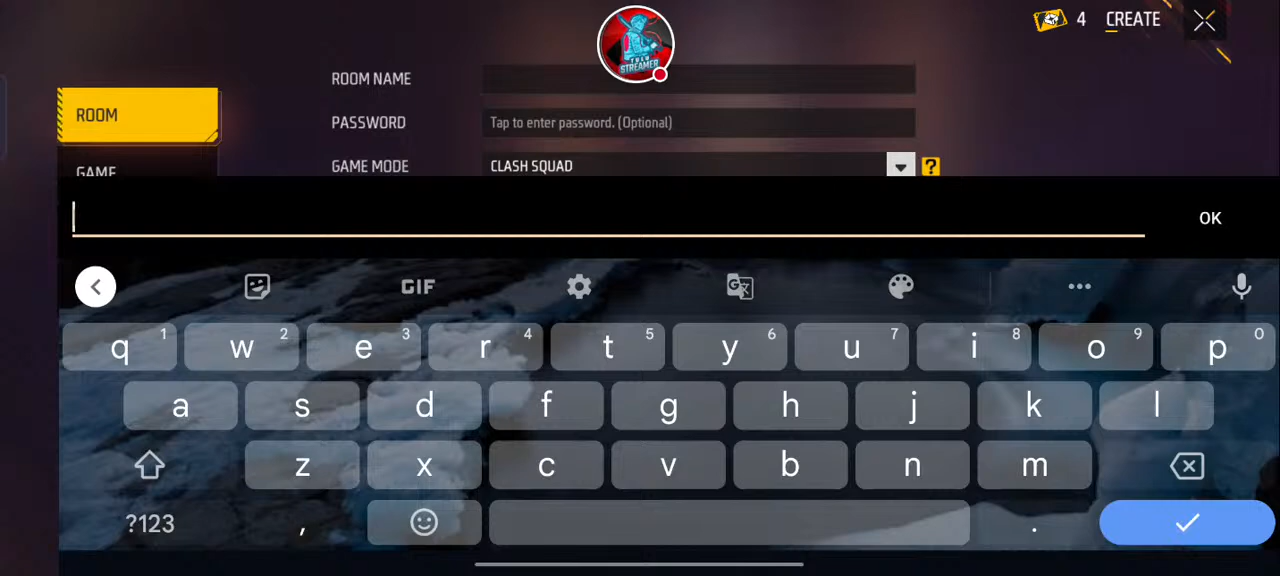 4 CREATE
STREAMER
ROOM NAME
ROOM
PASSWORD Tap to enter password. (Optional)
GAME MODE CLASH SQUAD ?
GAME
OK
GIF
q 1 w 2 e 3 r 4 t 5 y 6 u 7 i 8 o 9 p 0
a s d f g h j k l
z x c v b n m
?123 , .